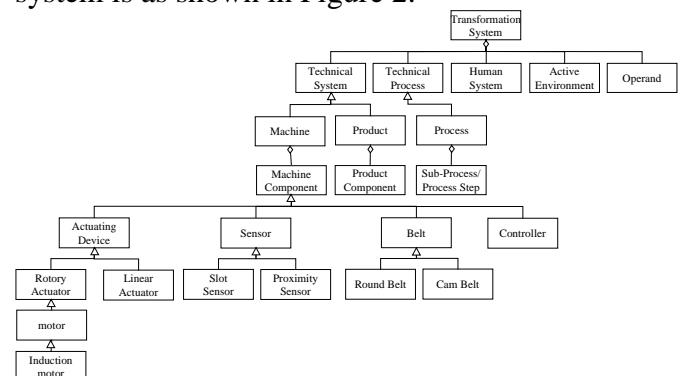 system is as shown in Figure 2.
Transformation
System
Technical
System
Technical
Process
Human
System
Active
Environment
Operand
Machine
Product
Process
Machine
Component
Product
Component
Sub-Process/
Process Step
Actuating
Device
Sensor
Belt
Controller
Rotory
Actuator
Linear
Actuator
Slot
Sensor
Proximity
Sensor
Round Belt
Cam Belt
motor
Induction
motor